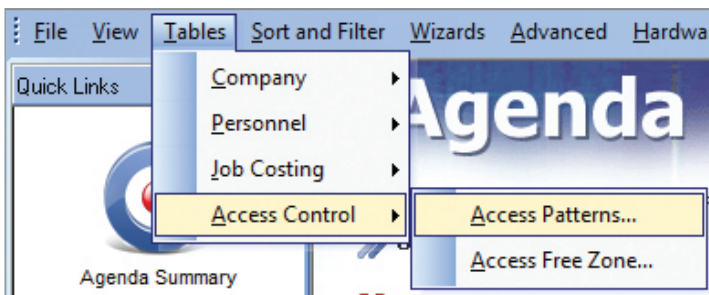 File View Tables Sort and Filter Wizards Advanced Hardwa
Quick Links
Company
Personnel
Job Costing
Access Control
Access Patterns...
Access Free Zone...
Agenda
Agenda Summary